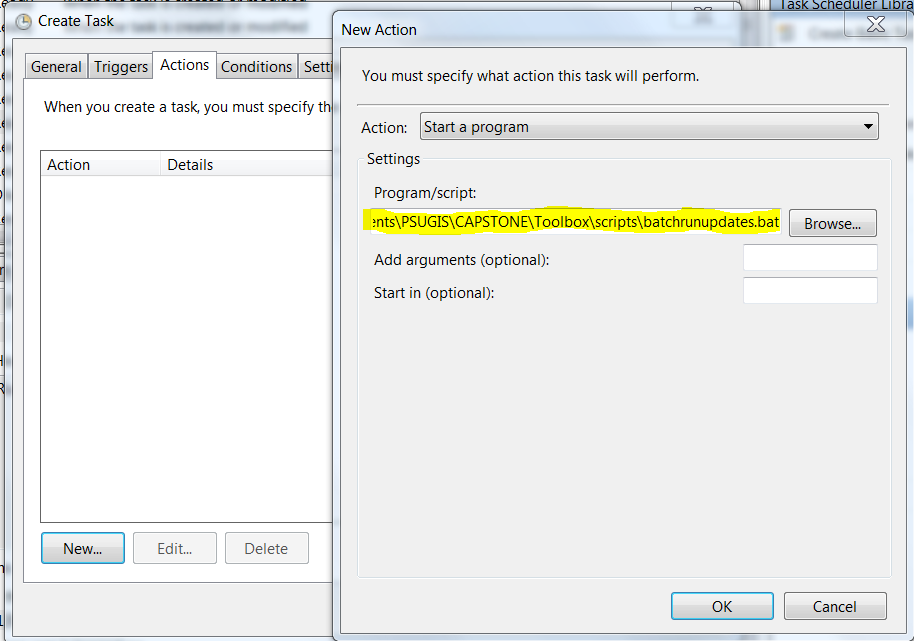 Create Task
General Triggers Actions Conditions Setti
When you create a task, you must specify the
Action Details
New... Edit... Delete
Task Scheduler Libra
New Action
You must specify what action this task will perform.
Action: Start a program
Settings
Program/script:
ents\PSUGIS\CAPSTONE\Toolbox\scripts\batchrunupdates.bat Browse...
Add arguments (optional):
Start in (optional):
OK Cancel